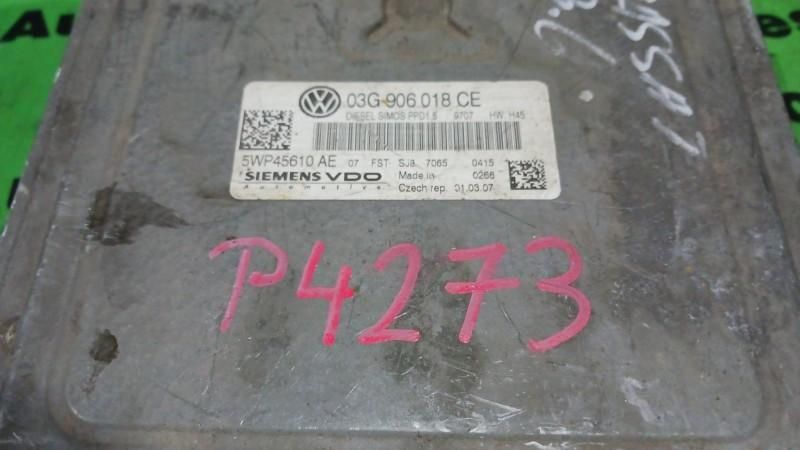 03G 906 018 CE
DIESEL SIMOS PPD1.5 9707 HW H45
5WP45610 AE 07 FST SJ8 7065 0415
SIEMENS VDO Made in 0266
Automotive Czech rep. 01.03.07
P4273